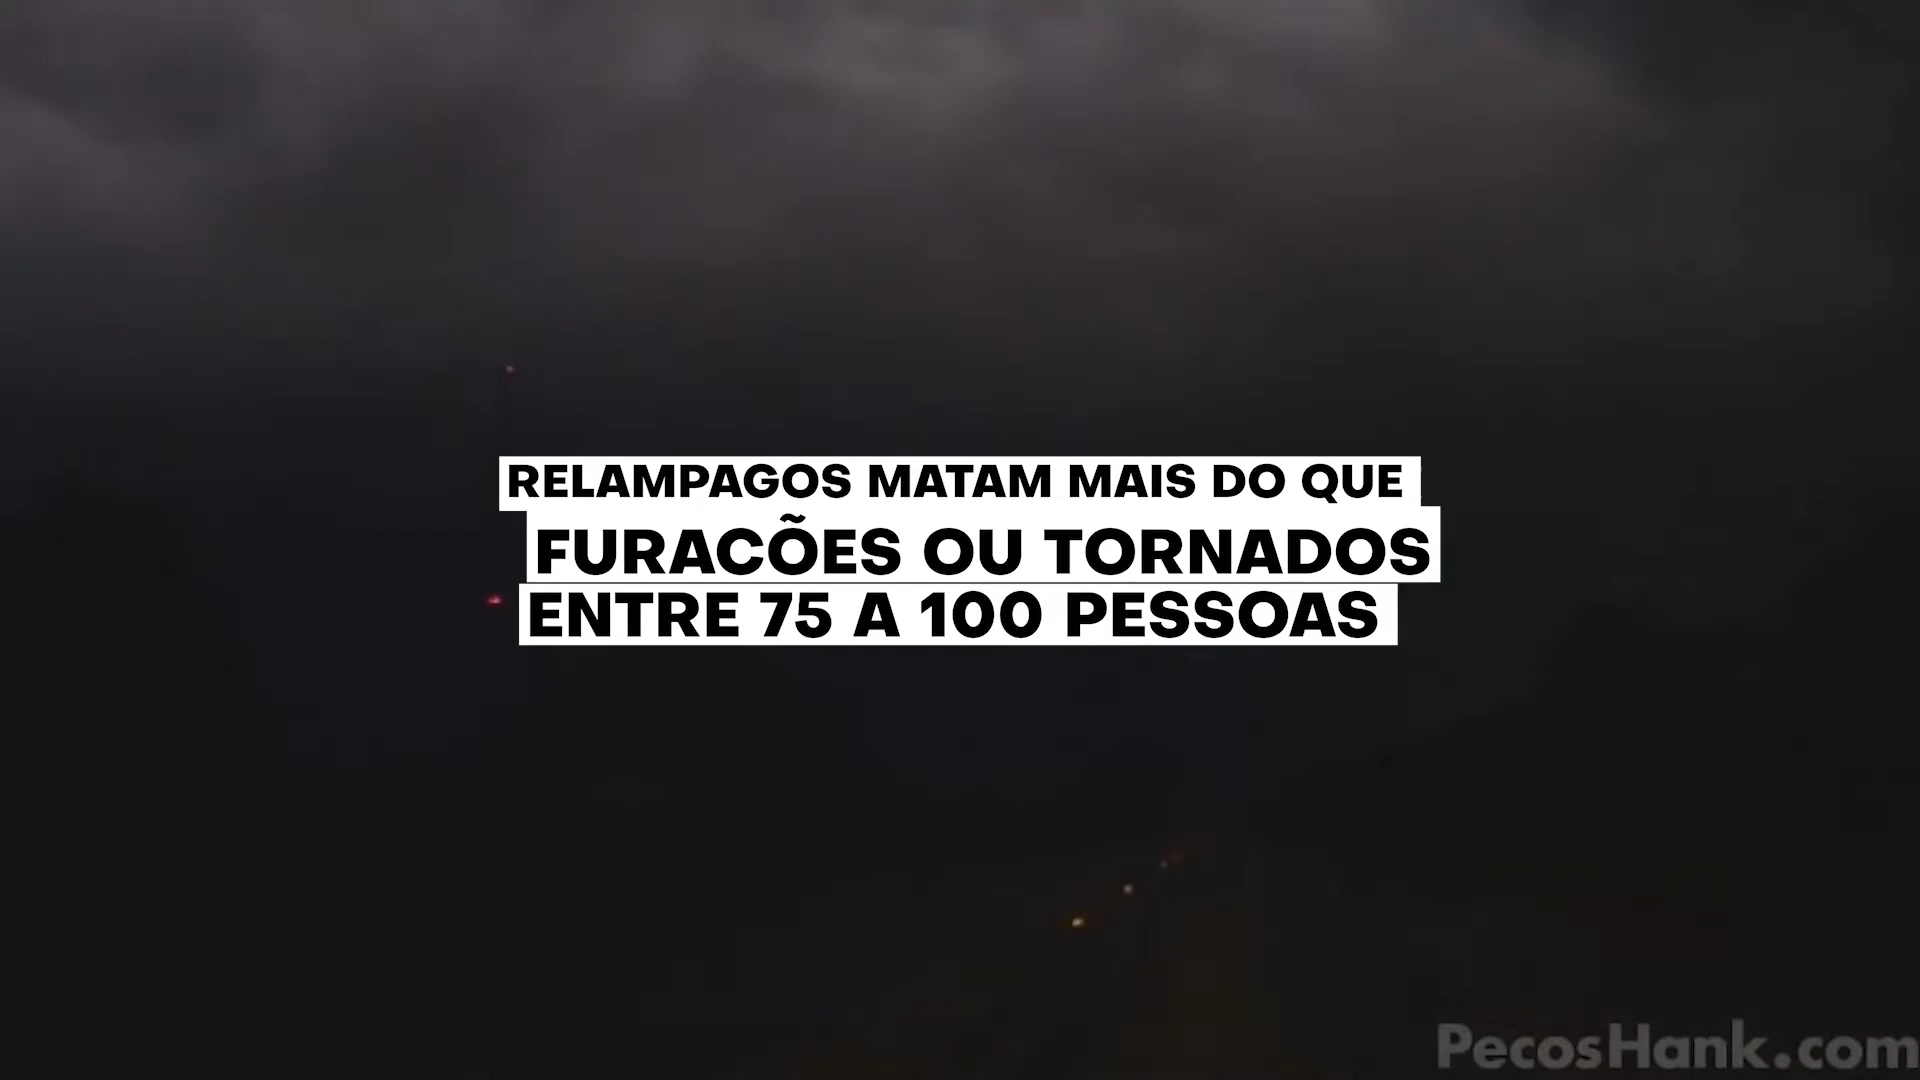 RELAMPAGOS MATAM MAIS DO QUE
FURACÕES OU TORNADOS
ENTRE 75 A 100 PESSOAS
PecosHank.com